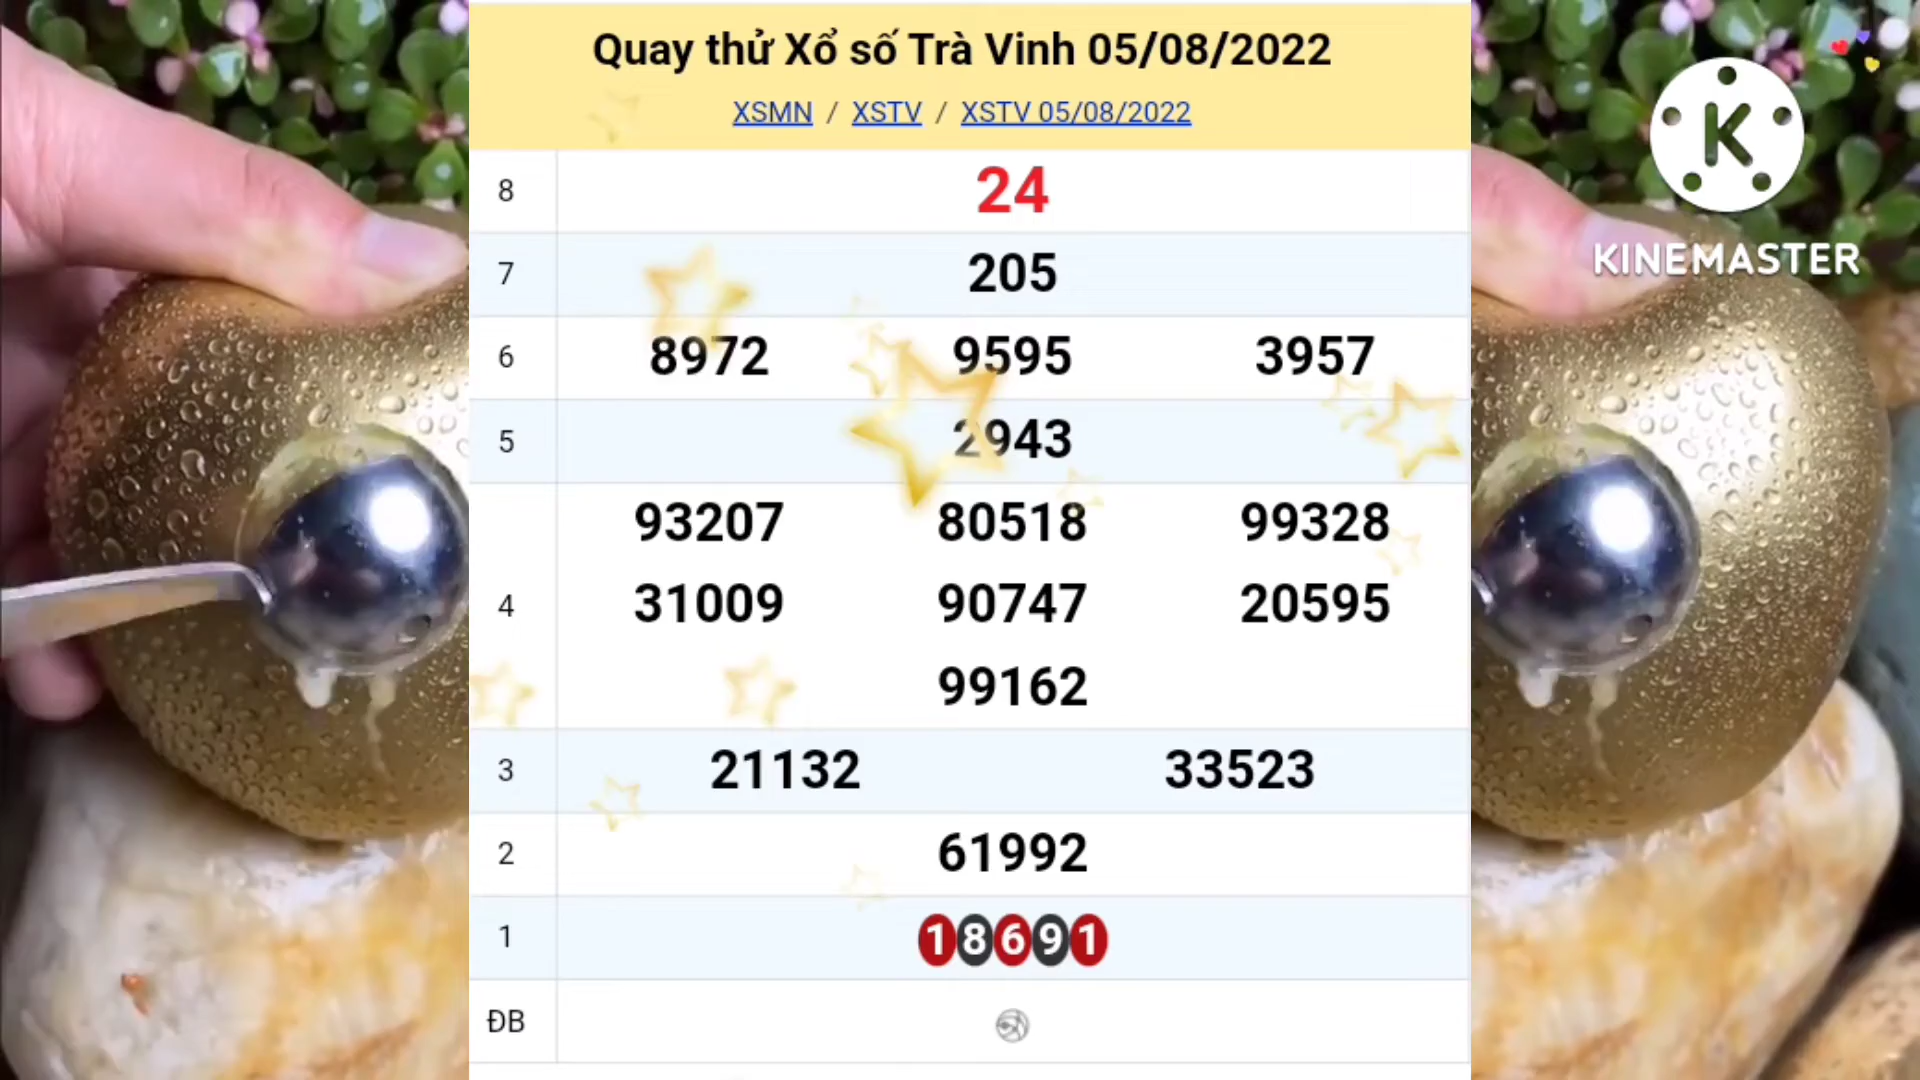 Quay thử Xổ số Trà Vinh 05/08/2022
XSMN / XSTV / XSTV 05/08/2022
8 24
7 205
6 8972 9595 3957
5 2943
93207 80518 99328
4 31009 90747 20595
99162
3 21132 33523
2 61992
1 18691
ĐB
K
KINEMASTER